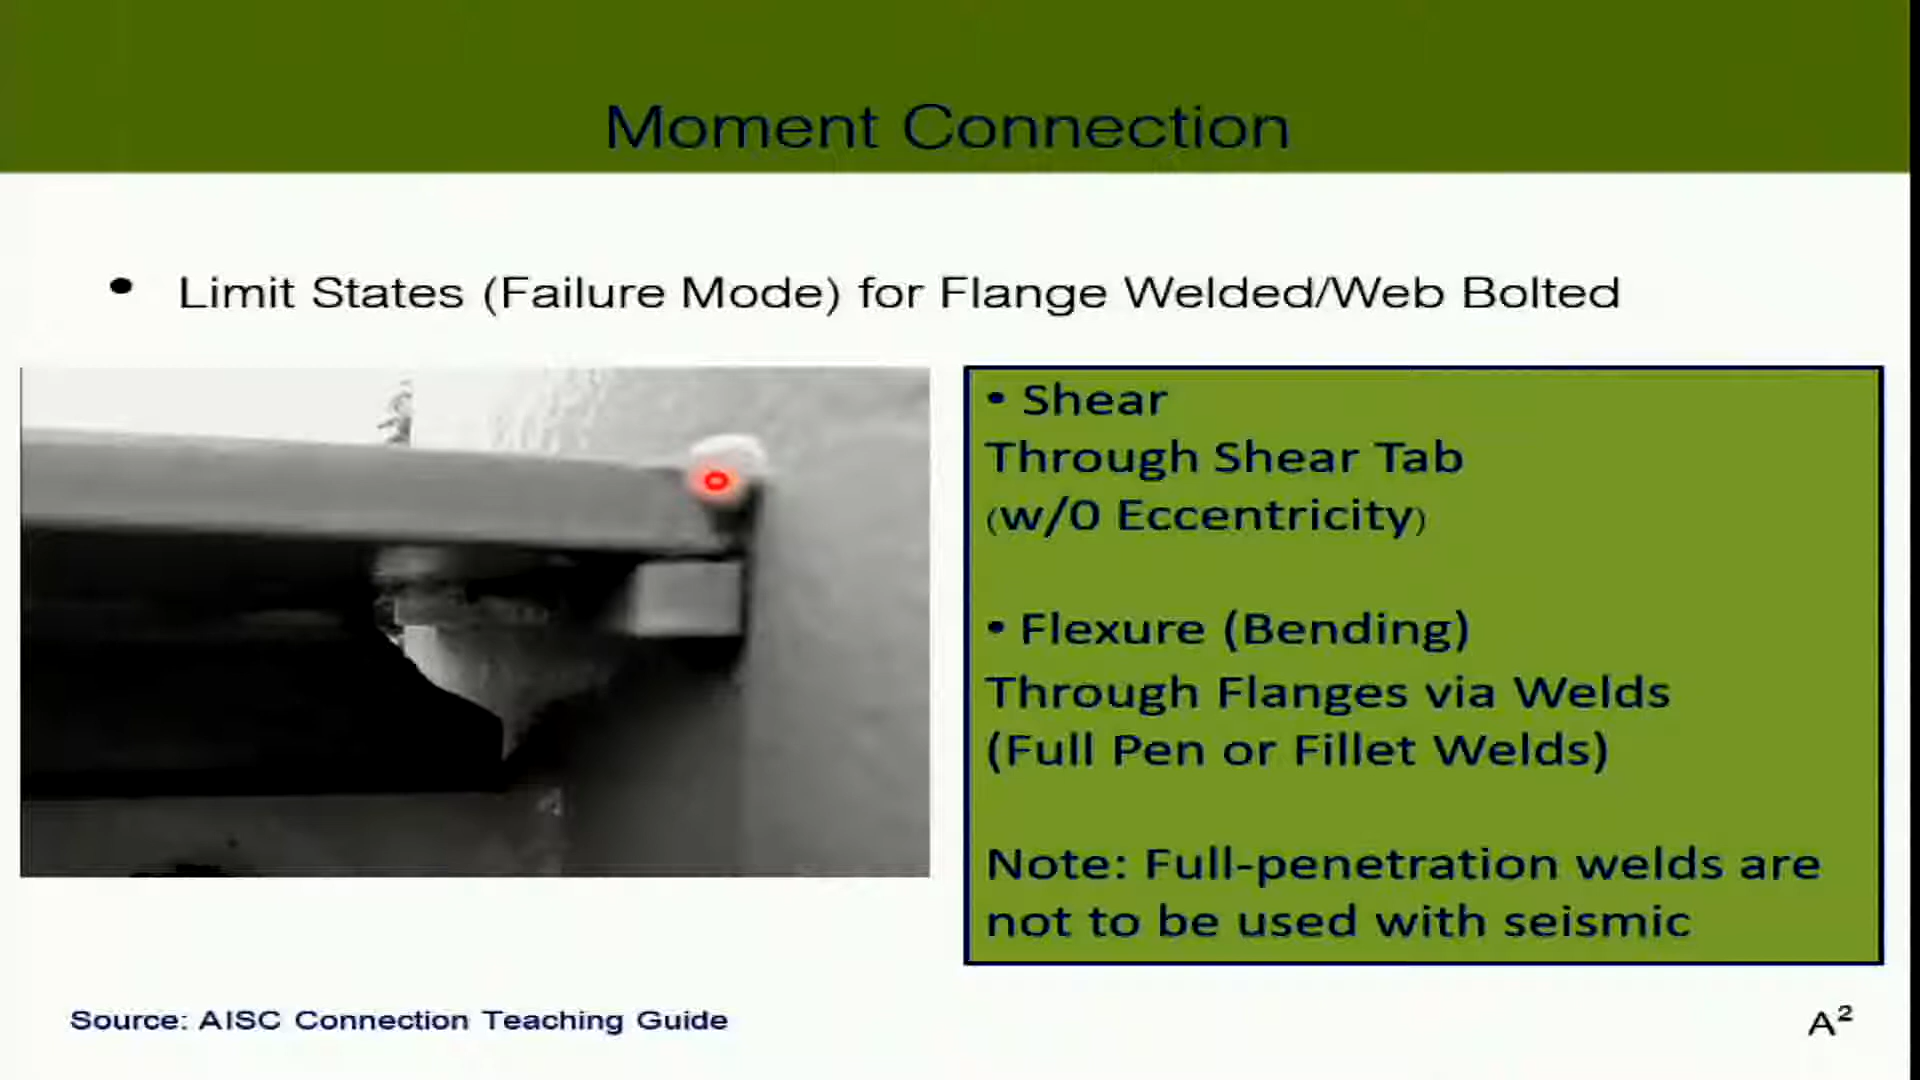 Moment Connection
• Limit States (Failure Mode) for Flange Welded/Web Bolted
• Shear
Through Shear Tab
(w/0 Eccentricity)
• Flexure (Bending)
Through Flanges via Welds
(Full Pen or Fillet Welds)
Note: Full-penetration welds are
not to be used with seismic
Source: AISC Connection Teaching Guide
A²